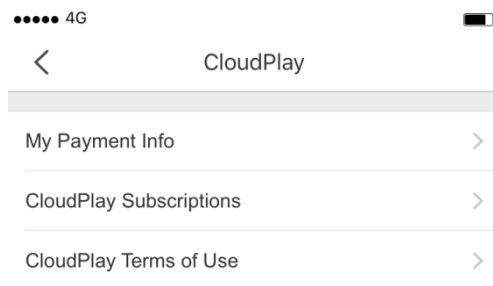 4G
CloudPlay
My Payment Info
CloudPlay Subscriptions
CloudPlay Terms of Use